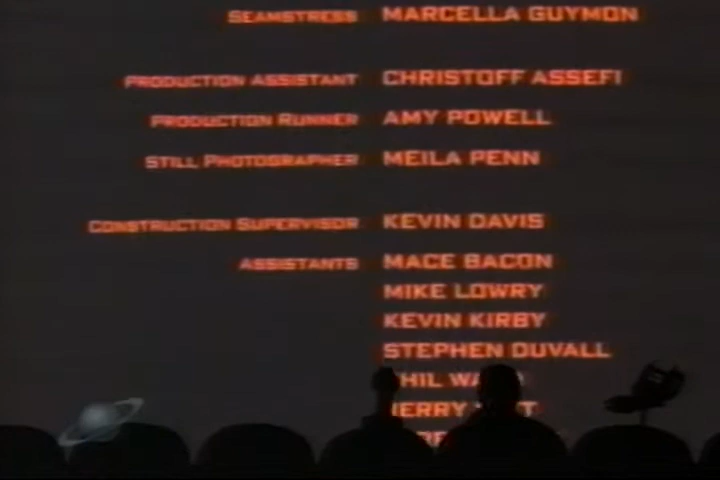 SEAMSTRESS MARCELLA GUYMON
PRODUCTION ASSISTANT CHRISTOFF ASSEFI
PRODUCTION RUNNER AMY POWELL
STILL PHOTOGRAPHER MEILA PENN
CONSTRUCTION SUPERVISOR KEVIN DAVIS
ASSISTANTS MACE BACON
MIKE LOWRY
KEVIN KIRBY
STEPHEN DUVALL